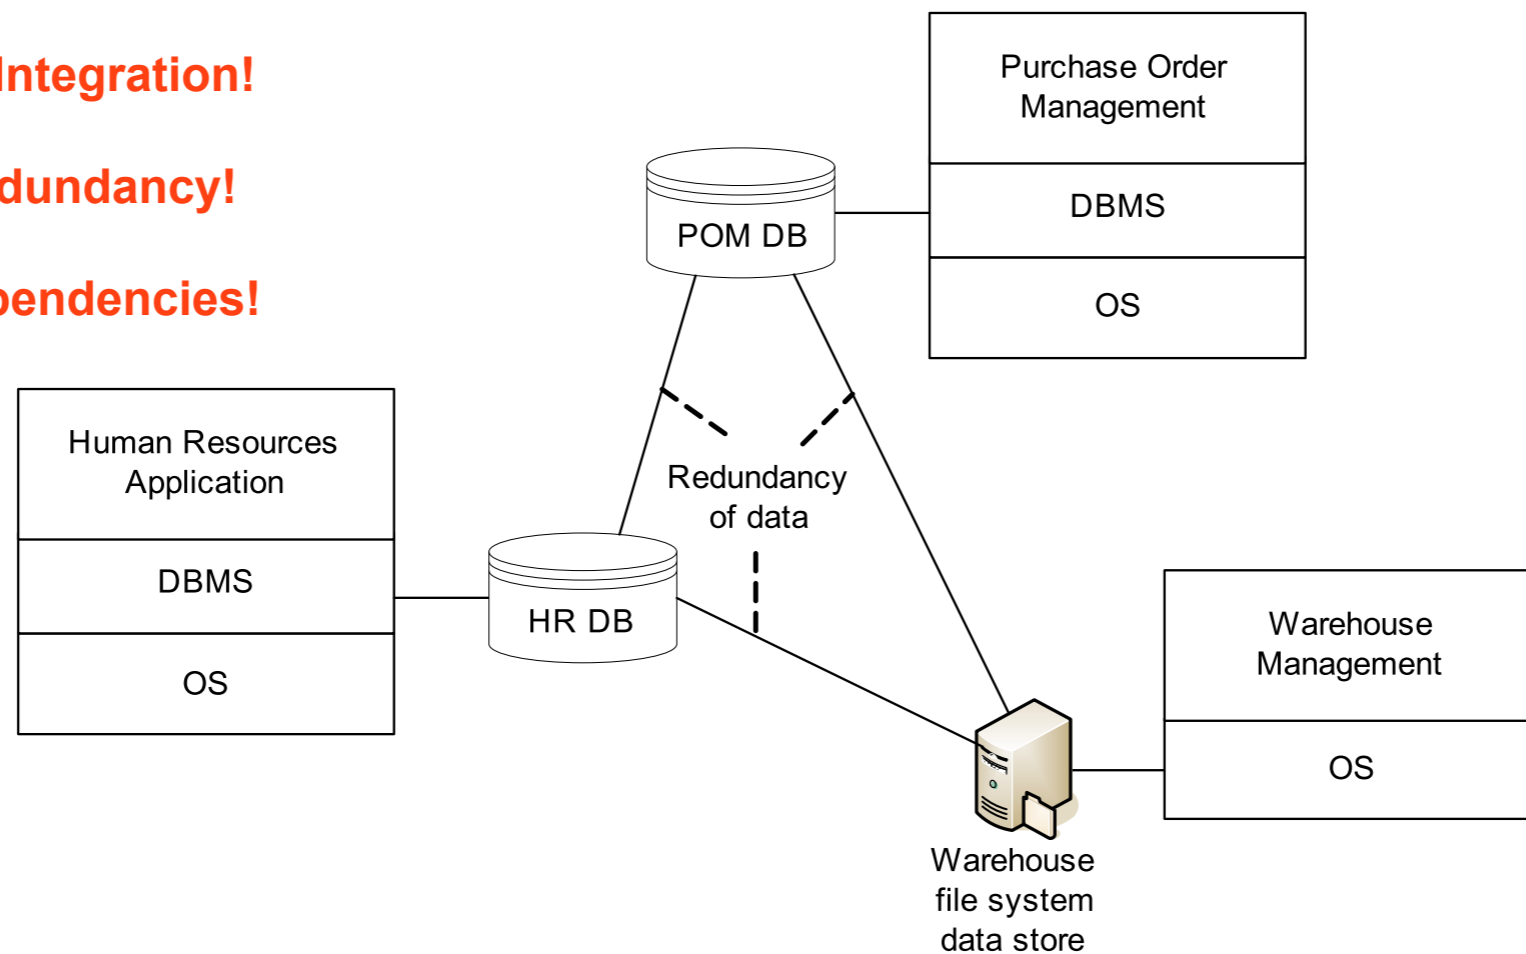 Integration!
dundancy!
pendencies!
Purchase Order
Management
DBMS
OS
POM DB
Human Resources
Application
DBMS
OS
Redundancy
of data
HR DB
Warehouse
Management
OS
Warehouse
file system
data store